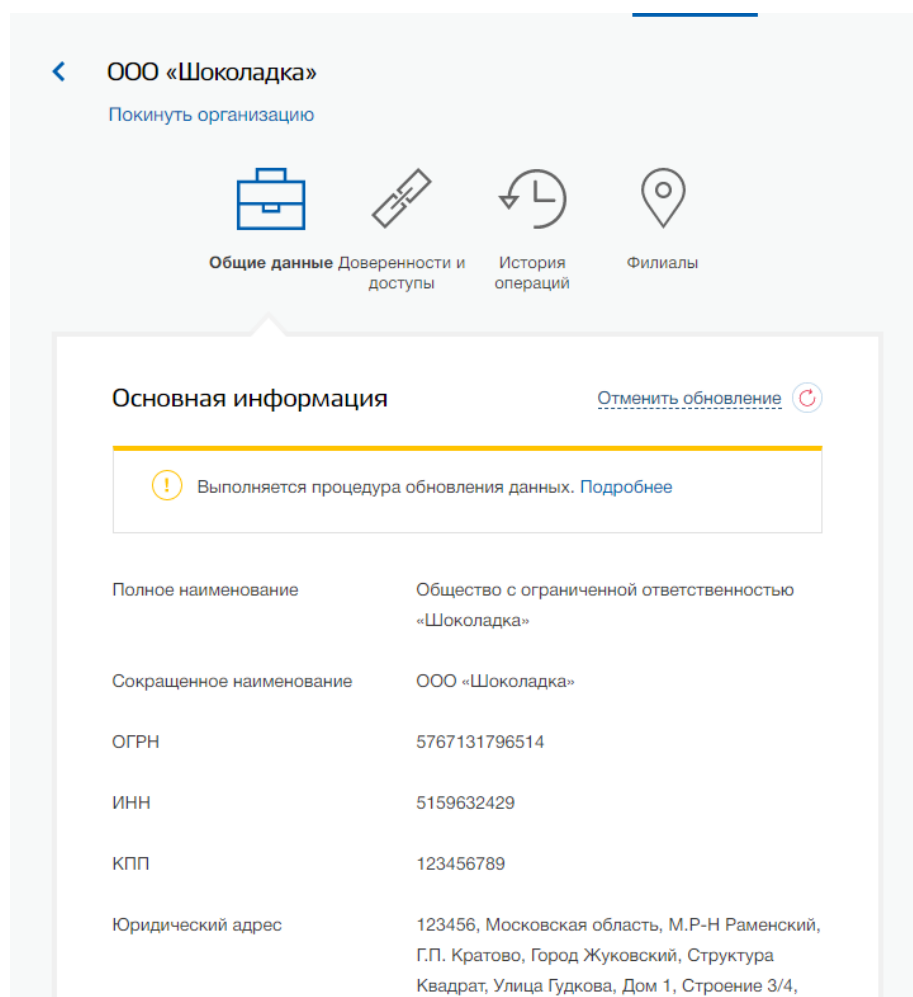 ООО «Шоколадка»
Покинуть организацию
Общие данные
Доверенности и
доступы
История
операций
Филиалы
Основная информация
Отменить обновление
Выполняется процедура обновления данных. Подробнее
Полное наименование
Общество с ограниченной ответственностью
«Шоколадка»
Сокращенное наименование
ООО «Шоколадка»
ОГРН
5767131796514
ИНН
5159632429
КПП
123456789
Юридический адрес
123456, Московская область, М.Р-Н Раменский,
Г.П. Кратово, Город Жуковский, Структура
Квадрат, Улица Гудкова, Дом 1, Строение 3/4,